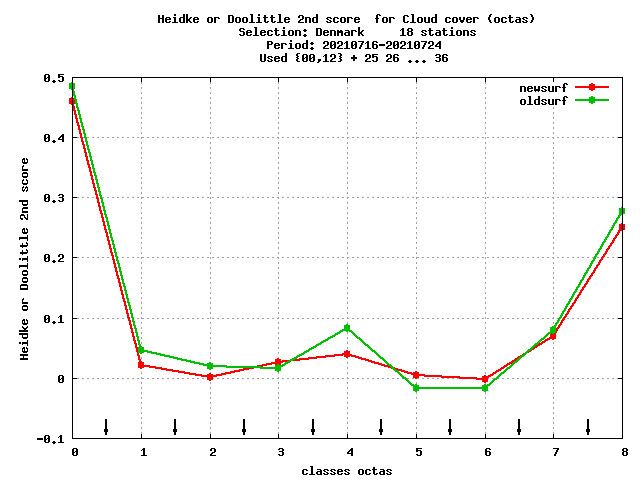 Heidke or Doolittle 2nd score  for Cloud cover (octas)
Selection: Denmark     18 stations
Period: 20210716-20210724
Used {00,12} + 25 26 ... 36
newsurf
oldsurf
0.5
0.4
0.3
0.2
0.1
0
-0.1
Heidke or Doolittle 2nd score
0 1 2 3 4 5 6 7 8
classes octas